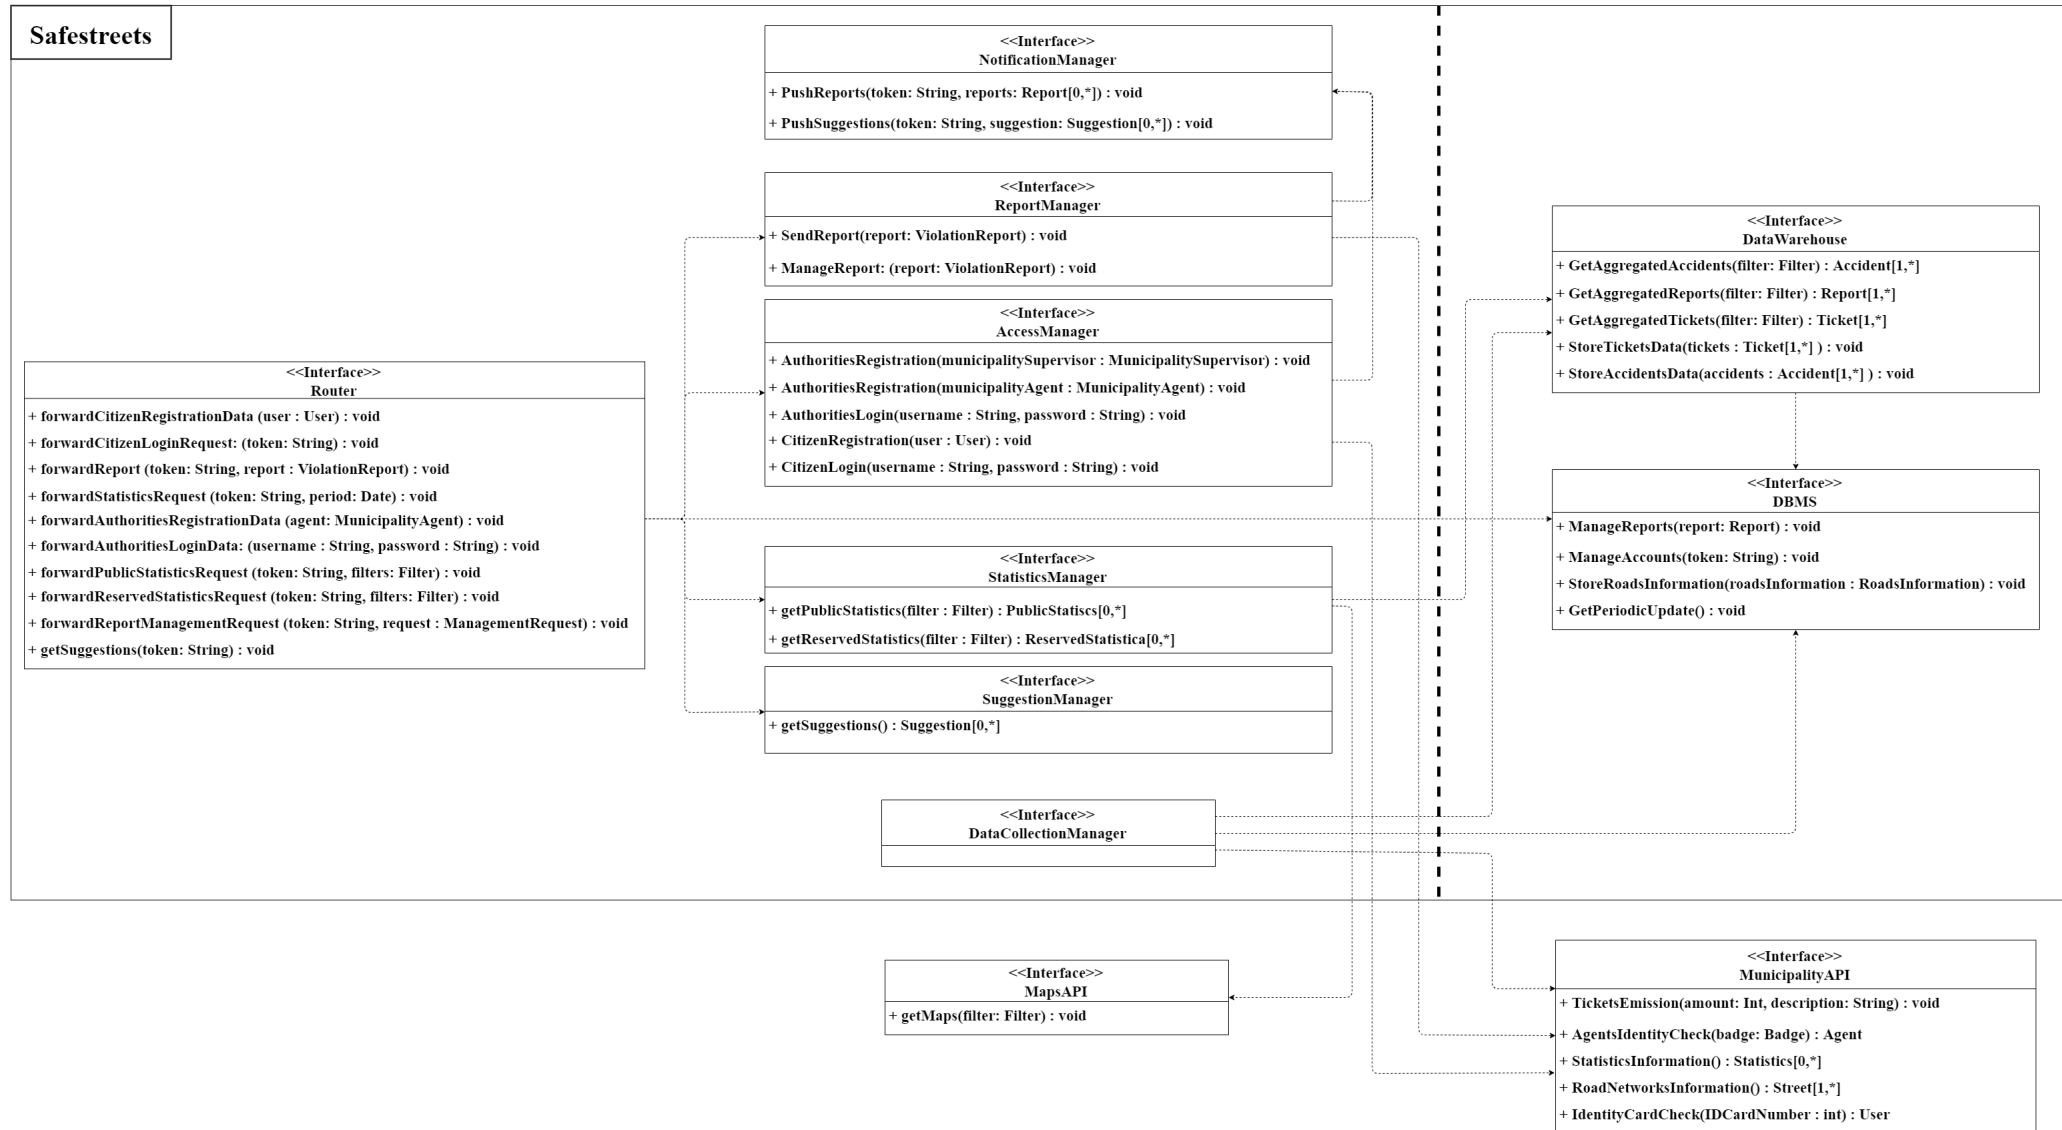 Safestreets
<<Interface>>
NotificationManager
+ PushReports(token: String, reports: Report[0,*]) : void
+ PushSuggestions(token: String, suggestion: Suggestion[0,*]) : void
<<Interface>>
ReportManager
+ SendReport(report: ViolationReport) : void
+ ManageReport: (report: ViolationReport) : void
<<Interface>>
AccessManager
+ AuthoritiesRegistration(municipalitySupervisor : MunicipalitySupervisor) : void
+ AuthoritiesRegistration(municipalityAgent : MunicipalityAgent) : void
+ AuthoritiesLogin(username : String, password : String) : void
+ CitizenRegistration(user : User) : void
+ CitizenLogin(username : String, password : String) : void
<<Interface>>
Router
+ forwardCitizenRegistrationData (user : User) : void
+ forwardCitizenLoginRequest: (token: String) : void
+ forwardReport (token: String, report : ViolationReport) : void
+ forwardStatisticsRequest (token: String, period: Date) : void
+ forwardAuthoritiesRegistrationData (agent: MunicipalityAgent) : void
+ forwardAuthoritiesLoginData: (username : String, password : String) : void
+ forwardPublicStatisticsRequest (token: String, filters: Filter) : void
+ forwardReservedStatisticsRequest (token: String, filters: Filter) : void
+ forwardReportManagementRequest (token: String, request : ManagementRequest) : void
+ getSuggestions(token: String) : void
<<Interface>>
StatisticsManager
+ getPublicStatistics(filter : Filter) : PublicStatiscs[0,*]
+ getReservedStatistics(filter : Filter) : ReservedStatistica[0,*]
<<Interface>>
SuggestionManager
+ getSuggestions() : Suggestion[0,*]
<<Interface>>
DataCollectionManager
<<Interface>>
DataWarehouse
+ GetAggregatedAccidents(filter: Filter) : Accident[1,*]
+ GetAggregatedReports(filter: Filter) : Report[1,*]
+ GetAggregatedTickets(filter: Filter) : Ticket[1,*]
+ StoreTicketsData(tickets : Ticket[1,*] ) : void
+ StoreAccidentsData(accidents : Accident[1,*] ) : void
<<Interface>>
DBMS
+ ManageReports(report: Report) : void
+ ManageAccounts(token: String) : void
+ StoreRoadsInformation(roadsInformation : RoadsInformation) : void
+ GetPeriodicUpdate() : void
<<Interface>>
MapsAPI
+ getMaps(filter: Filter) : void
<<Interface>>
MunicipalityAPI
+ TicketsEmission(amount: Int, description: String) : void
+ AgentsIdentityCheck(badge: Badge) : Agent
+ StatisticsInformation() : Statistics[0,*]
+ RoadNetworksInformation() : Street[1,*]
+ IdentityCardCheck(IDCardNumber : int) : User